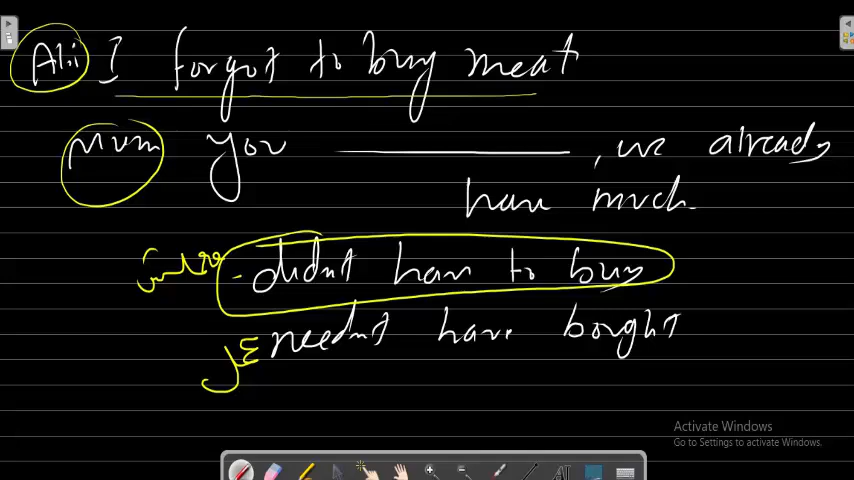 Ali I forgot to buy meat
Mum you ________, we already
have much.
- didn't have to buy
needn't have bought
Activate Windows
Go to Settings to activate Windows.